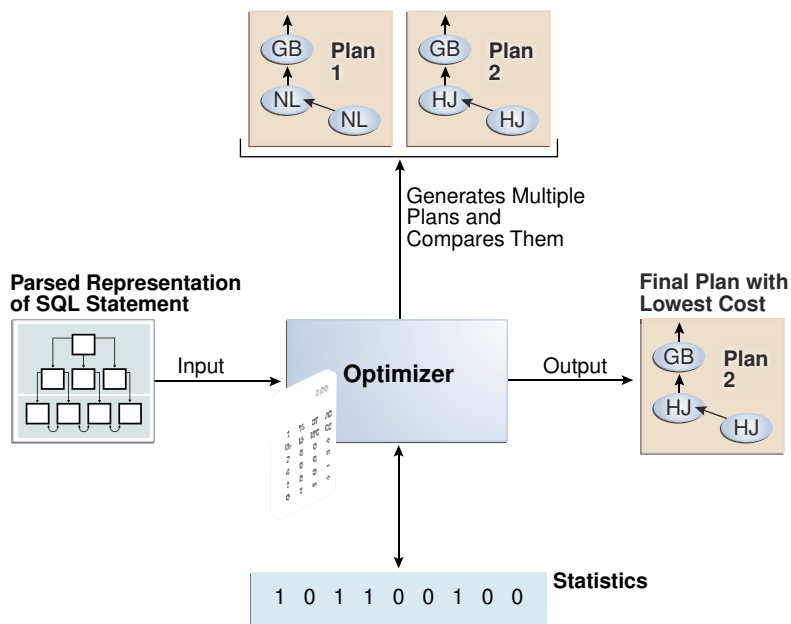 GB
Plan
1
NL
NL
GB
Plan
2
HJ
HJ
Generates Multiple
Plans and
Compares Them
Parsed Representation
of SQL Statement
Input
Optimizer
Output
Final Plan with
Lowest Cost
GB
Plan
2
HJ
HJ
Statistics
1 0 1 1 0 0 1 0 0